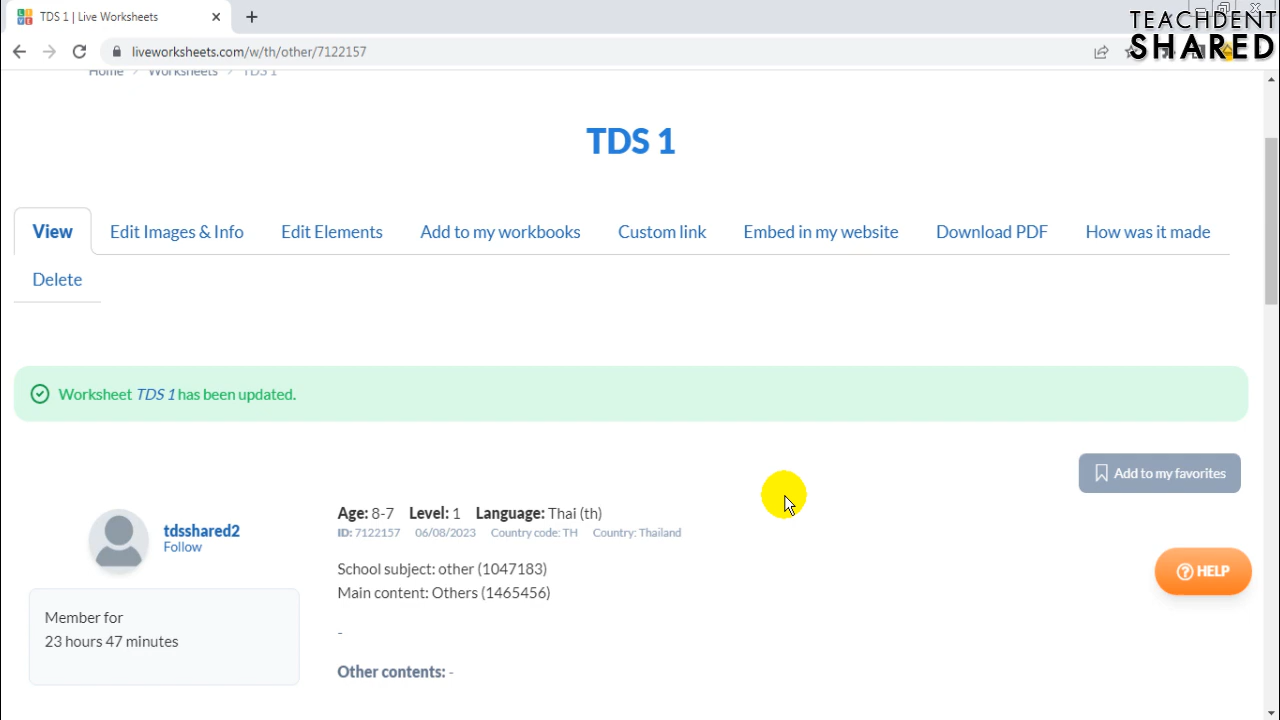 TDS 1 | Live Worksheets
TEACHDENT
SHARED
liveworksheets.com/w/th/other/7122157
Home > Worksheets > TDS 1
TDS 1
View Edit Images & Info Edit Elements Add to my workbooks Custom link Embed in my website Download PDF How was it made
Delete
Worksheet TDS 1 has been updated.
Add to my favorites
tdsshared2
Follow
Member for
23 hours 47 minutes
Age: 8-7 Level: 1 Language: Thai (th)
ID: 7122157 06/08/2023 Country code: TH Country: Thailand
School subject: other (1047183)
Main content: Others (1465456)
-
Other contents: -
HELP